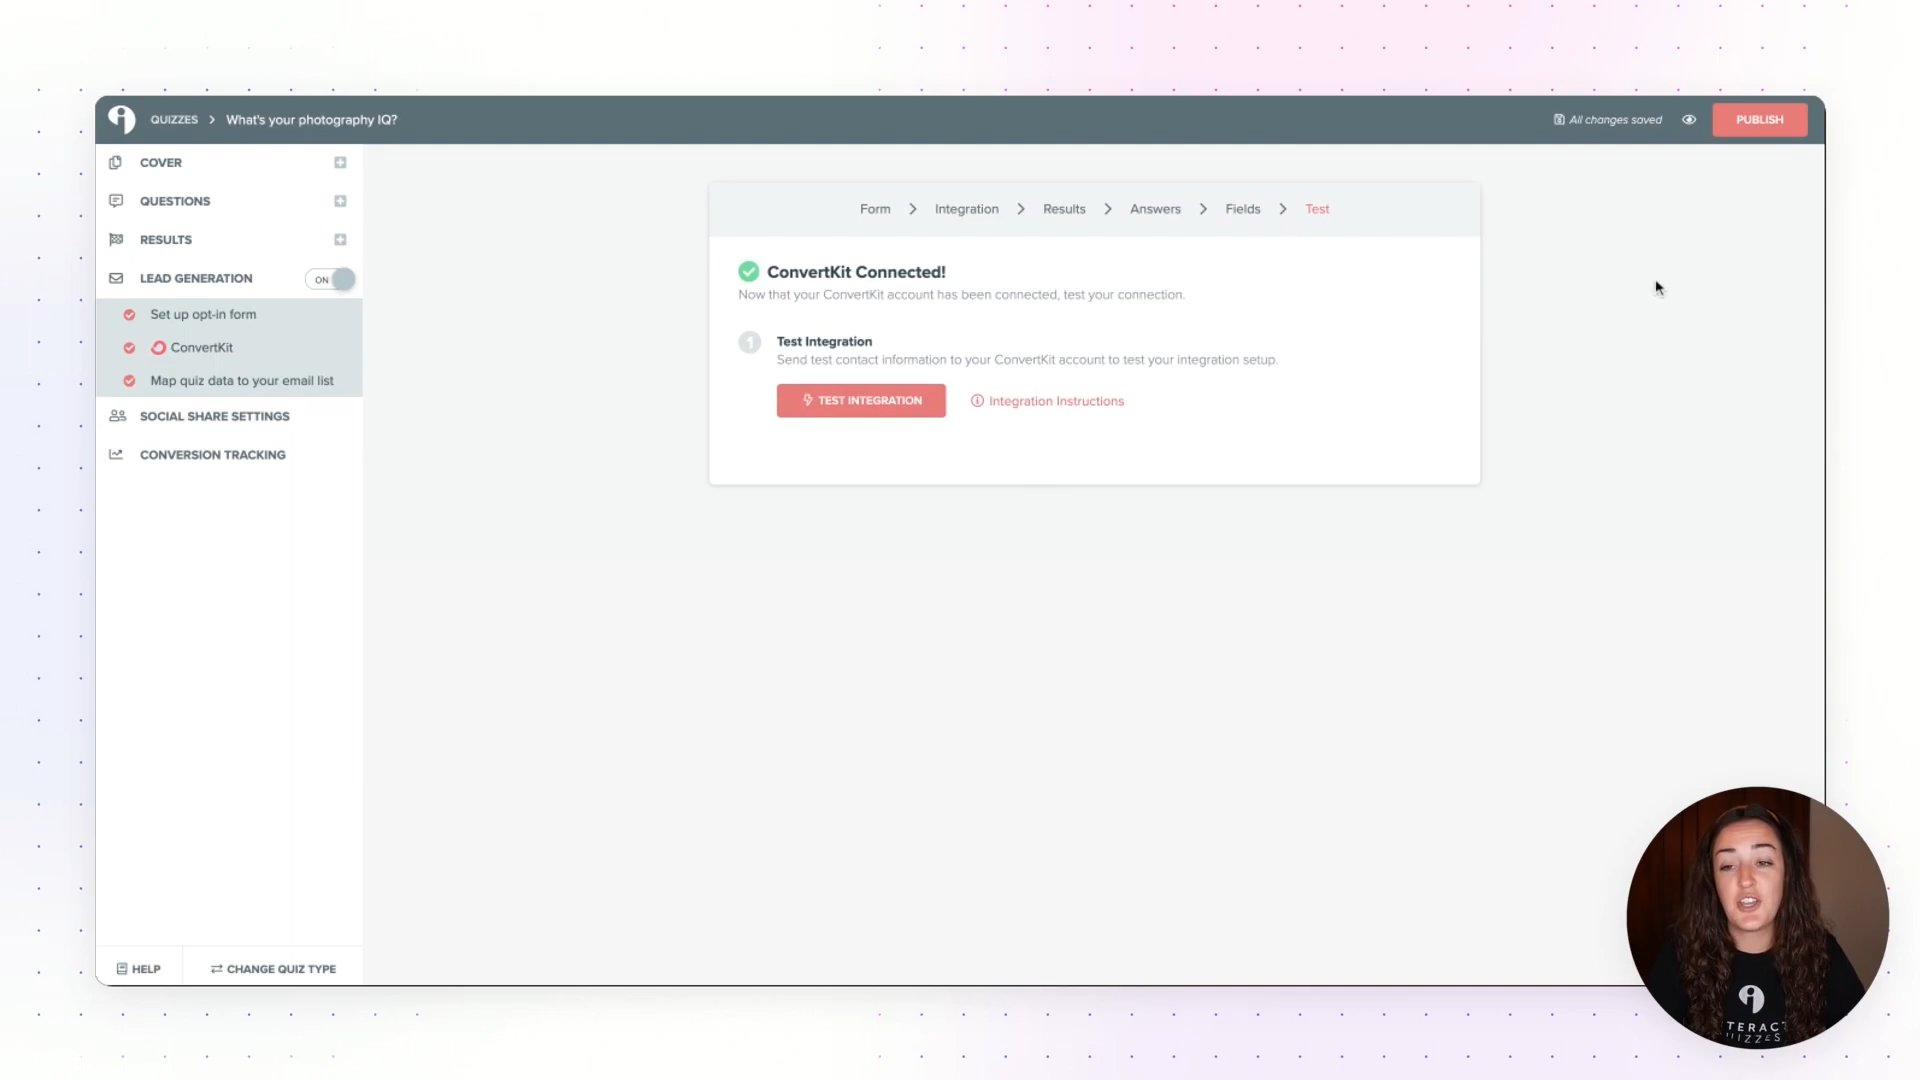 QUIZZES > What's your photography IQ?
All changes saved
PUBLISH
COVER
QUESTIONS
RESULTS
LEAD GENERATION
ON
Set up opt-in form
ConvertKit
Map quiz data to your email list
SOCIAL SHARE SETTINGS
CONVERSION TRACKING
HELP
CHANGE QUIZ TYPE
Form > Integration > Results > Answers > Fields > Test
ConvertKit Connected!
Now that your ConvertKit account has been connected, test your connection.
1
Test Integration
Send test contact information to your ConvertKit account to test your integration setup.
TEST INTEGRATION
Integration Instructions
TERACT
UIZZES